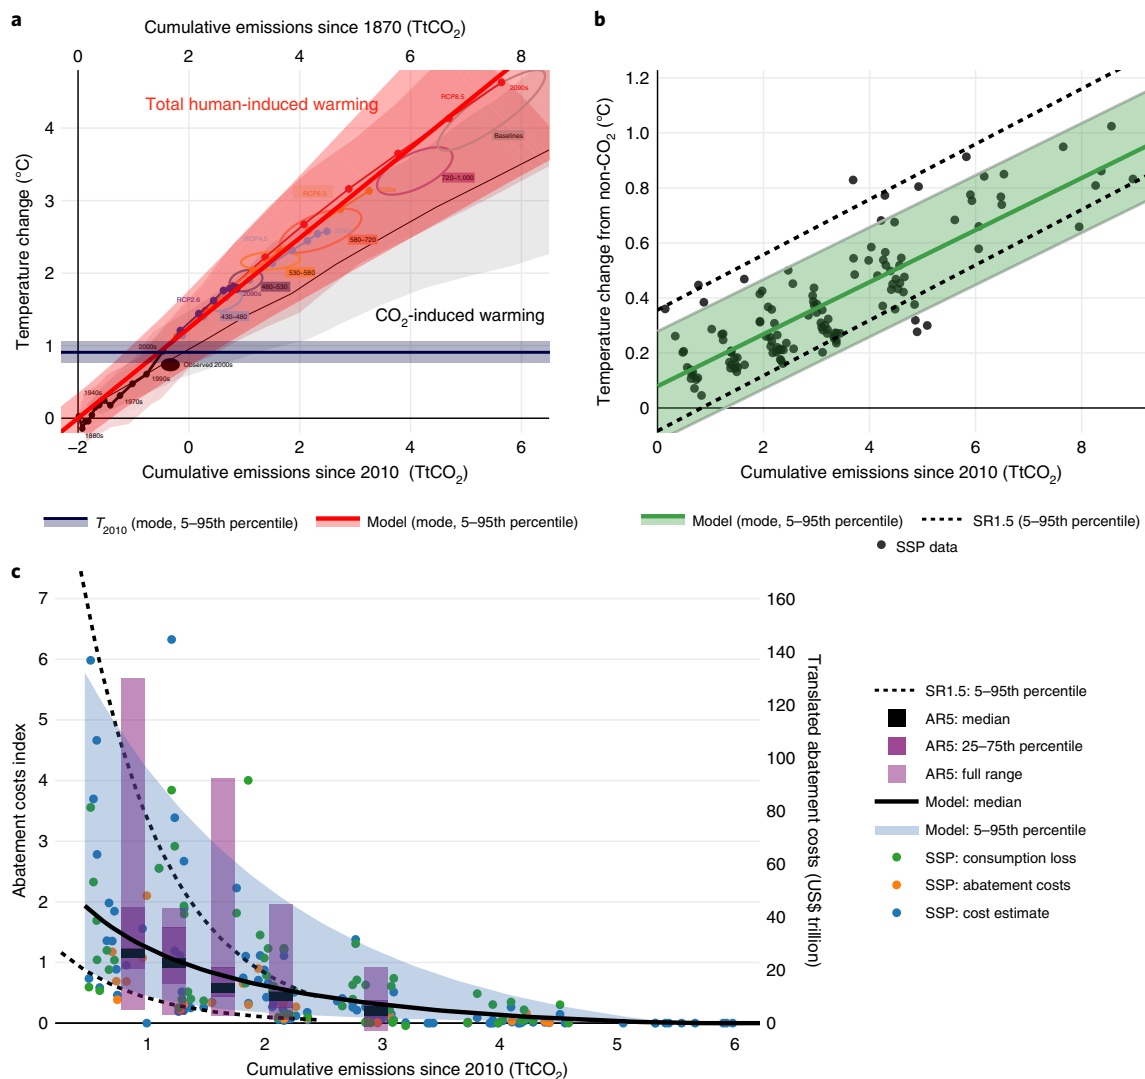 a
Cumulative emissions since 1870 (TtCO2)
0 2 4 6 8
Temperature change (°C)
4
3
2
1
0
Total human-induced warming
RCP8.5
2090s
Baselines
720–1,000
RCP6.0
RCP4.5
580–720
530–580
480–530
2090s
430–480
RCP2.6
CO2-induced warming
2000s
Observed 2000s
1990s
1940s
1970s
1880s
–2 0 2 4 6
Cumulative emissions since 2010 (TtCO2)
T2010 (mode, 5–95th percentile)
Model (mode, 5–95th percentile)
b
Temperature change from non-CO2 (°C)
1.2
1.0
0.8
0.6
0.4
0.2
0
0 2 4 6 8
Cumulative emissions since 2010 (TtCO2)
Model (mode, 5–95th percentile)
SR1.5 (5–95th percentile)
SSP data
c
Abatement costs index
7
6
5
4
3
2
1
0
160
140
120
100
80
60
40
20
0
Translated abatement costs (US$ trillion)
1 2 3 4 5 6
Cumulative emissions since 2010 (TtCO2)
SR1.5: 5–95th percentile
AR5: median
AR5: 25–75th percentile
AR5: full range
Model: median
Model: 5–95th percentile
SSP: consumption loss
SSP: abatement costs
SSP: cost estimate